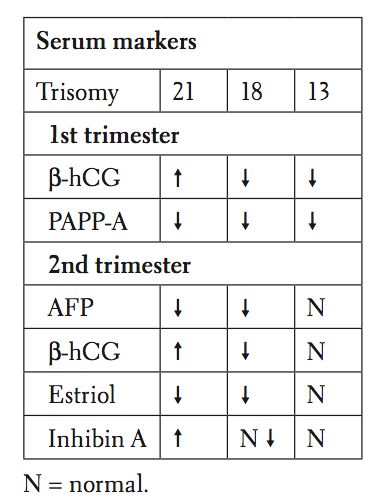 Serum markers
Trisomy 21 18 13
1st trimester
β-hCG ↑ ↓ ↓
PAPP-A ↓ ↓ ↓
2nd trimester
AFP ↓ ↓ N
β-hCG ↑ ↓ N
Estriol ↓ ↓ N
Inhibin A ↑ N ↓ N
N = normal.